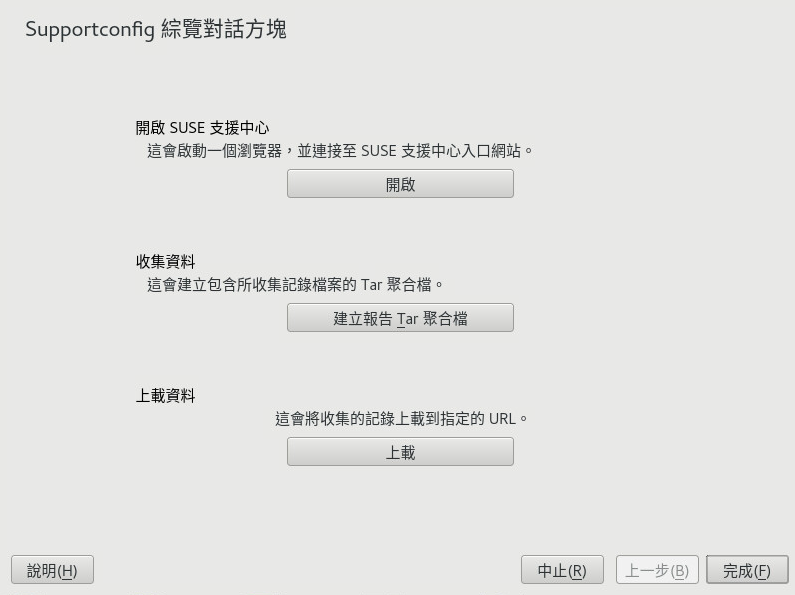 Supportconfig 綜覽對話方塊
開啟 SUSE 支援中心
這會啟動一個瀏覽器，並連接至 SUSE 支援中心入口網站。
開啟
收集資料
這會建立包含所收集記錄檔案的 Tar 聚合檔。
建立報告 Tar 聚合檔
上載資料
這會將收集的記錄上載到指定的 URL。
上載
說明(H) 中止(R) 上一步(B) 完成(F)